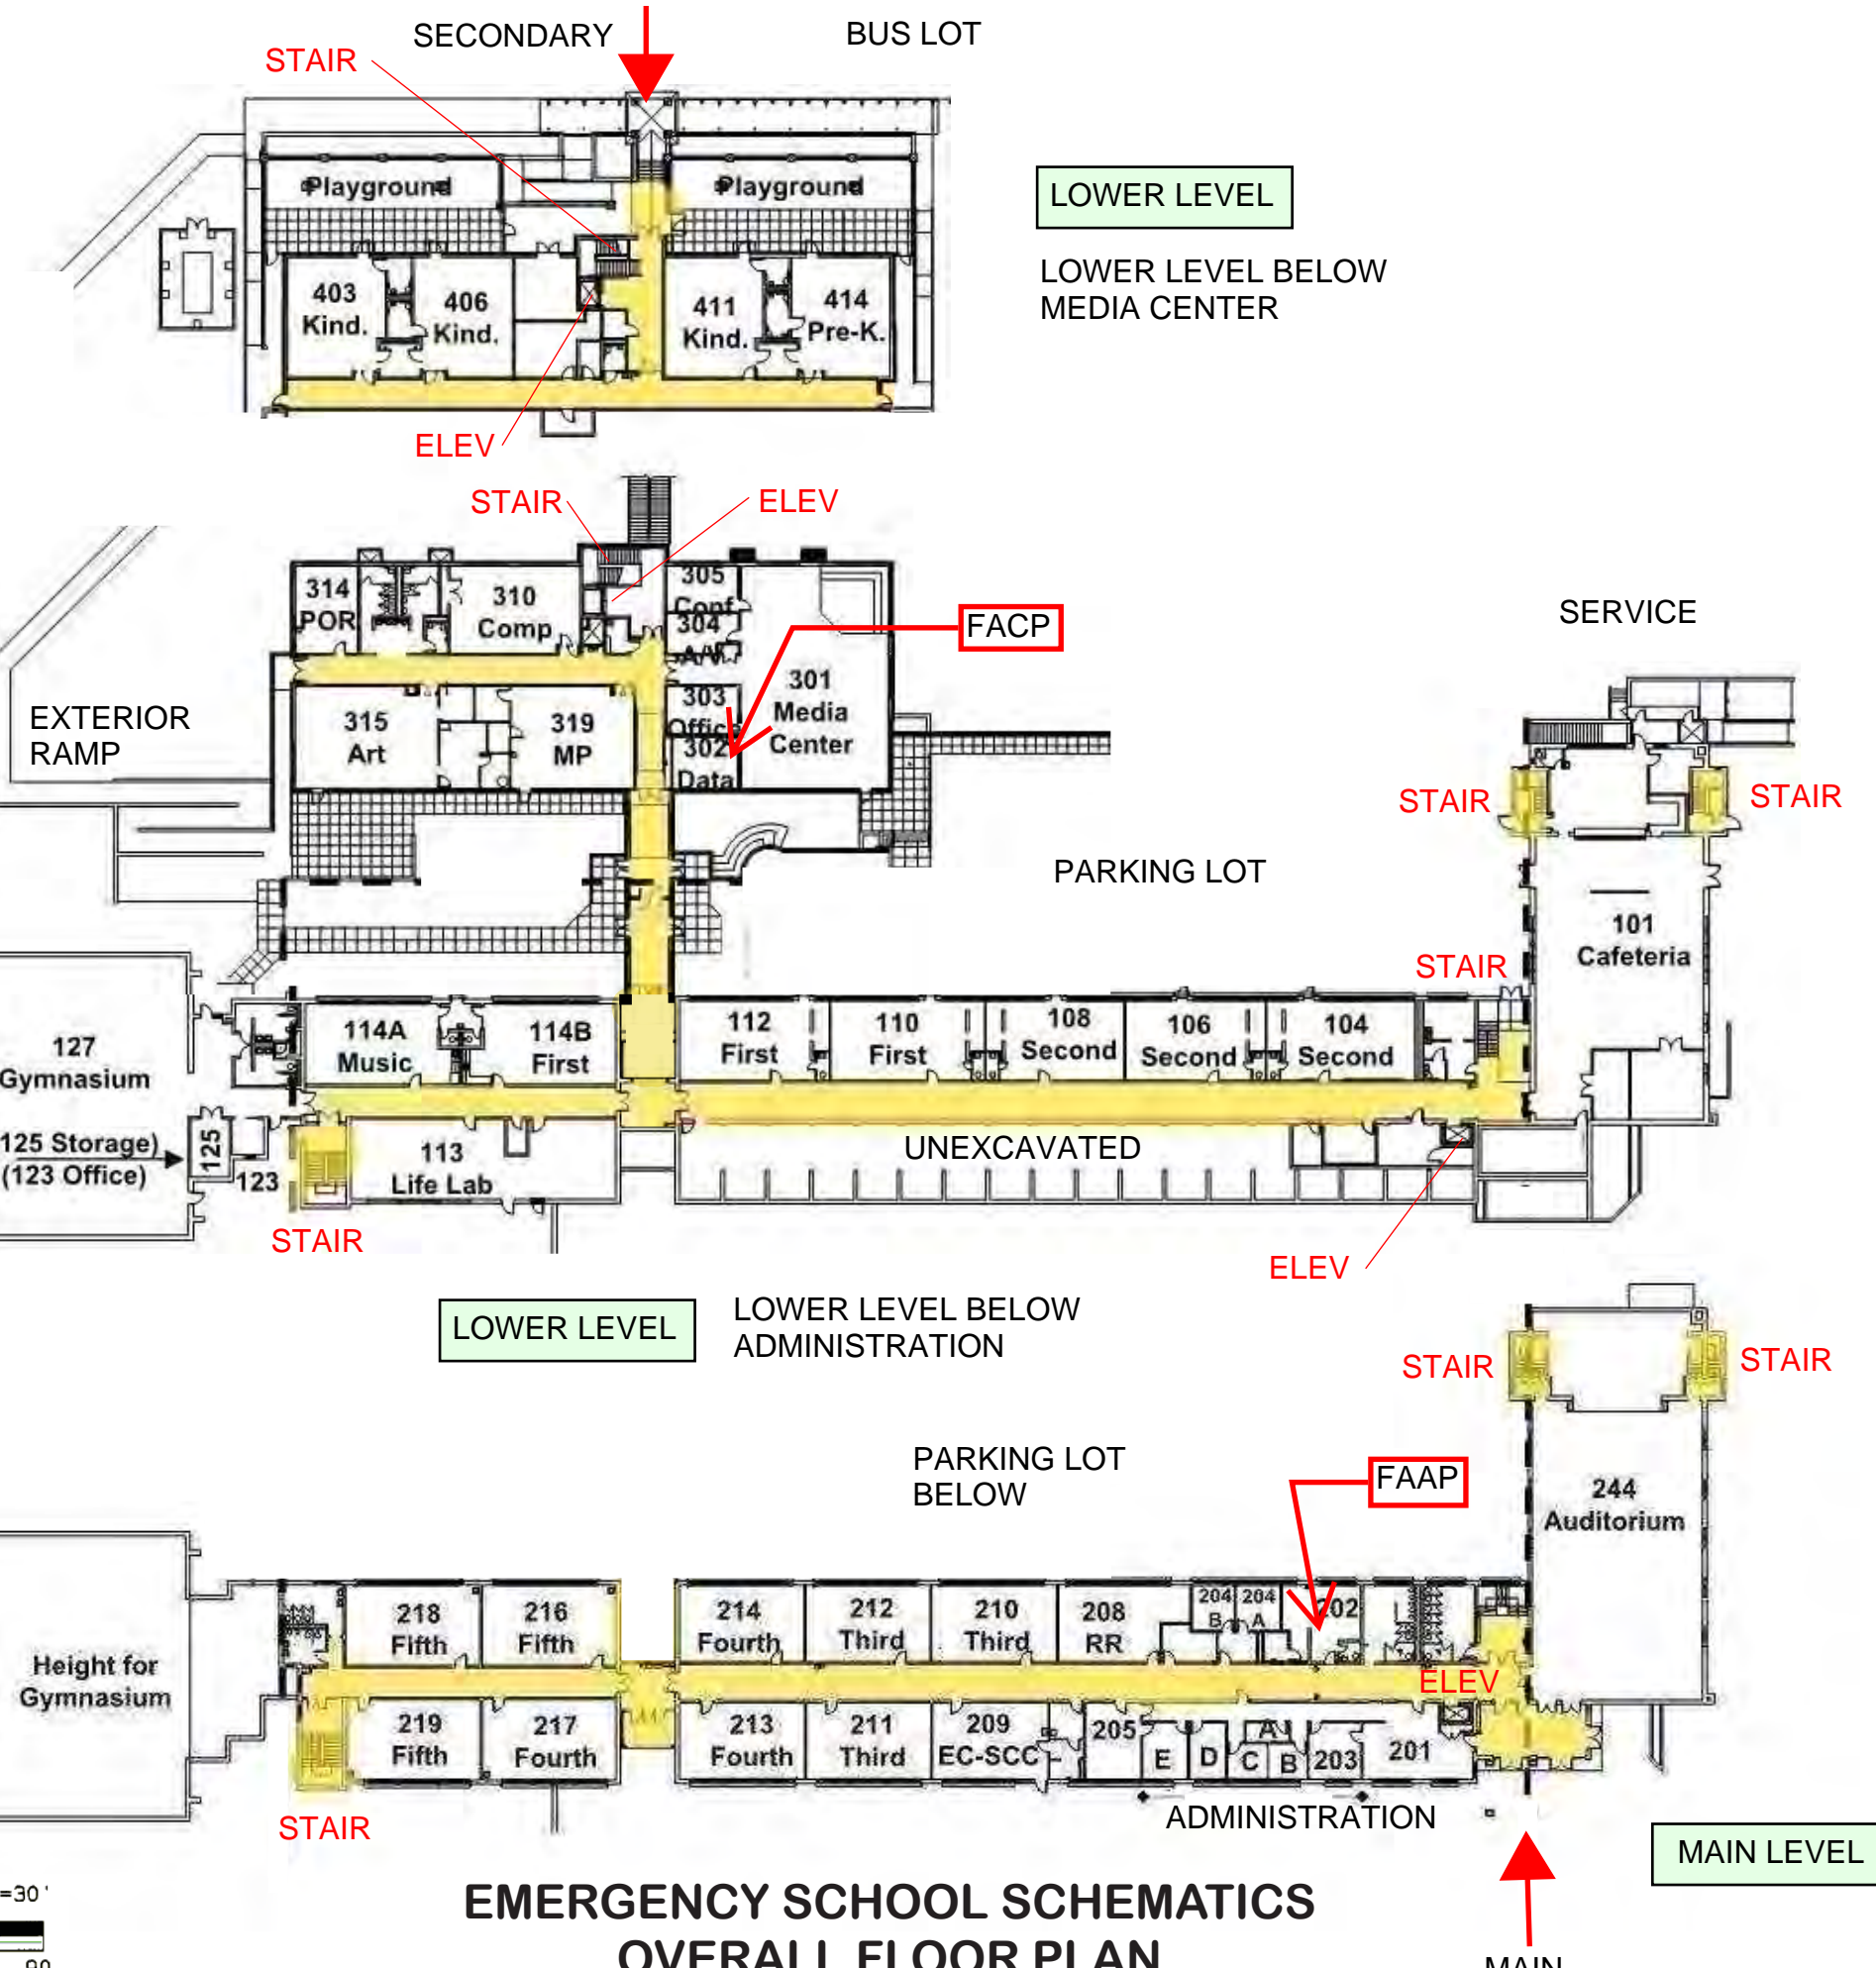 SECONDARY
BUS LOT
STAIR
Playground
Playground
LOWER LEVEL
LOWER LEVEL BELOW
MEDIA CENTER
403
Kind.
406
Kind.
411
Kind.
414
Pre-K.
ELEV
STAIR
ELEV
314
POR
310
Comp
305
Conf
304
A/V
FACP
SERVICE
EXTERIOR
RAMP
315
Art
319
MP
303
Office
302
Data
301
Media
Center
STAIR
STAIR
PARKING LOT
101
Cafeteria
STAIR
127
Gymnasium
114A
Music
114B
First
112
First
110
First
108
Second
106
Second
104
Second
125 Storage)
(123 Office)
125
123
113
Life Lab
UNEXCAVATED
STAIR
ELEV
LOWER LEVEL
LOWER LEVEL BELOW
ADMINISTRATION
STAIR
STAIR
PARKING LOT
BELOW
FAAP
244
Auditorium
Height for
Gymnasium
218
Fifth
216
Fifth
214
Fourth
212
Third
210
Third
208
RR
204
B
204
A
202
ELEV
219
Fifth
217
Fourth
213
Fourth
211
Third
209
EC-SCC
205
E
D
A
C
B
203
201
STAIR
ADMINISTRATION
MAIN LEVEL
=30'
90
EMERGENCY SCHOOL SCHEMATICS
OVERALL FLOOR PLAN
MAIN